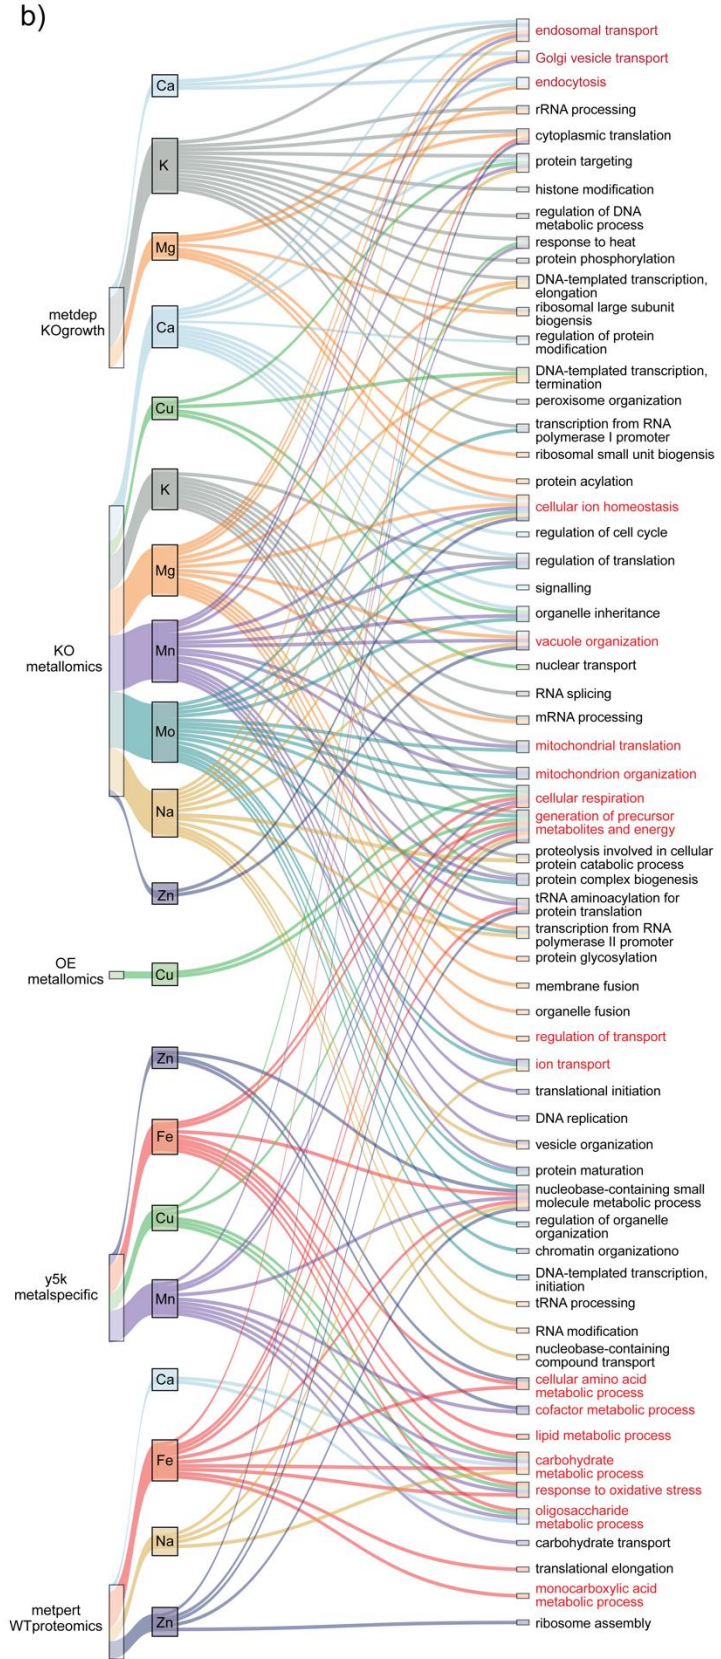 b)
endosomal transport
Golgi vesicle transport
Ca
endocytosis
rRNA processing
cytoplasmic translation
K
protein targeting
histone modification
regulation of DNA
metabolic process
Mg
response to heat
protein phosphorylation
metdep
KOgrowth
DNA-templated transcription,
elongation
ribosomal large subunit
biogensis
Ca
regulation of protein
modification
DNA-templated transcription,
termination
Cu
peroxisome organization
transcription from RNA
polymerase I promoter
ribosomal small unit biogensis
K
protein acylation
cellular ion homeostasis
regulation of cell cycle
Mg
regulation of translation
signalling
organelle inheritance
KO
metallomics
Mn
vacuole organization
nuclear transport
RNA splicing
mRNA processing
Mo
mitochondrial translation
mitochondrion organization
cellular respiration
Na
generation of precursor
metabolites and energy
proteolysis involved in cellular
protein catabolic process
protein complex biogenesis
Zn
tRNA aminoacylation for
protein translation
transcription from RNA
polymerase II promoter
protein glycosylation
OE
metallomics
Cu
membrane fusion
organelle fusion
regulation of transport
Zn
ion transport
translational initiation
DNA replication
Fe
vesicle organization
protein maturation
nucleobase-containing small
molecule metabolic process
Cu
regulation of organelle
organization
chromatin organizationo
y5k
metalspecific
DNA-templated transcription,
initiation
Mn
tRNA processing
RNA modification
nucleobase-containing
compound transport
Ca
cellular amino acid
metabolic process
cofactor metabolic process
lipid metabolic process
Fe
carbohydrate
metabolic process
response to oxidative stress
oligosaccharide
metabolic process
Na
carbohydrate transport
translational elongation
metpert
WTproteomics
monocarboxylic acid
metabolic process
Zn
ribosome assembly